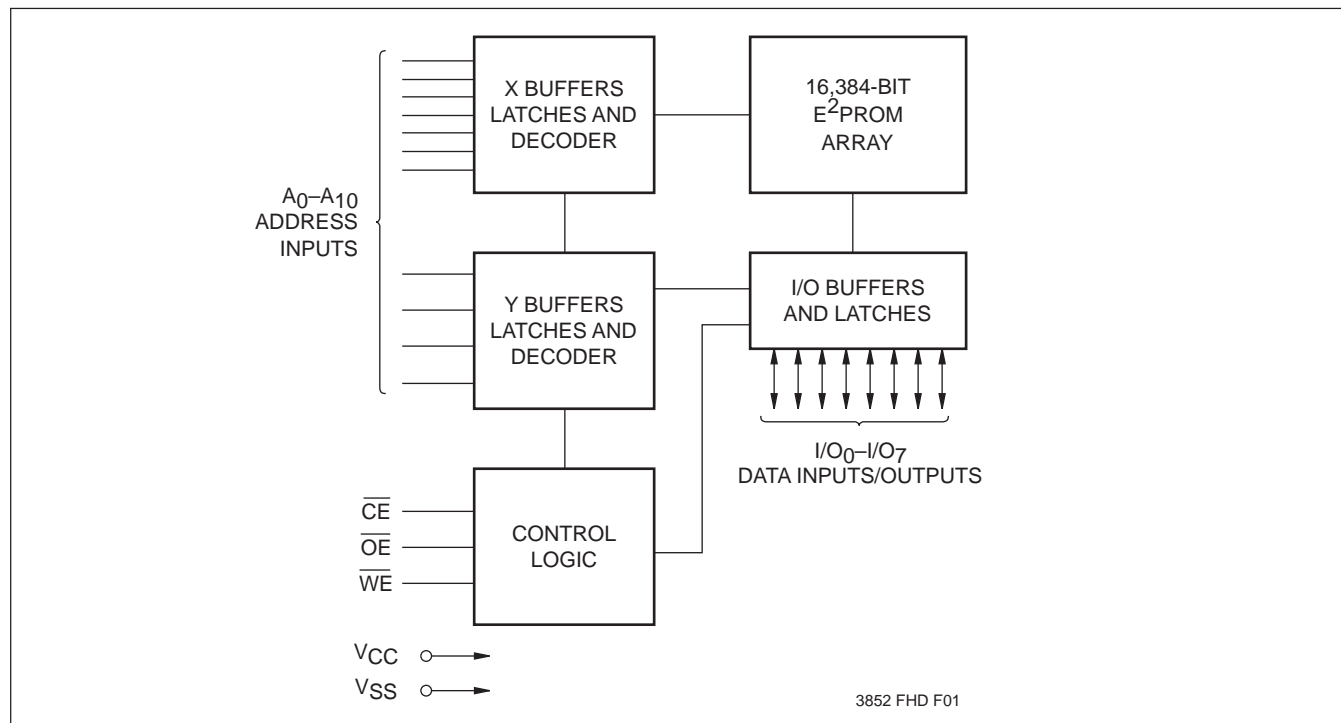 X BUFFERS
LATCHES AND
DECODER
16,384-BIT
E2PROM
ARRAY
A0–A10
ADDRESS
INPUTS
Y BUFFERS
LATCHES AND
DECODER
I/O BUFFERS
AND LATCHES
I/O0–I/O7
DATA INPUTS/OUTPUTS
CE
OE
WE
CONTROL
LOGIC
VCC
VSS
3852 FHD F01